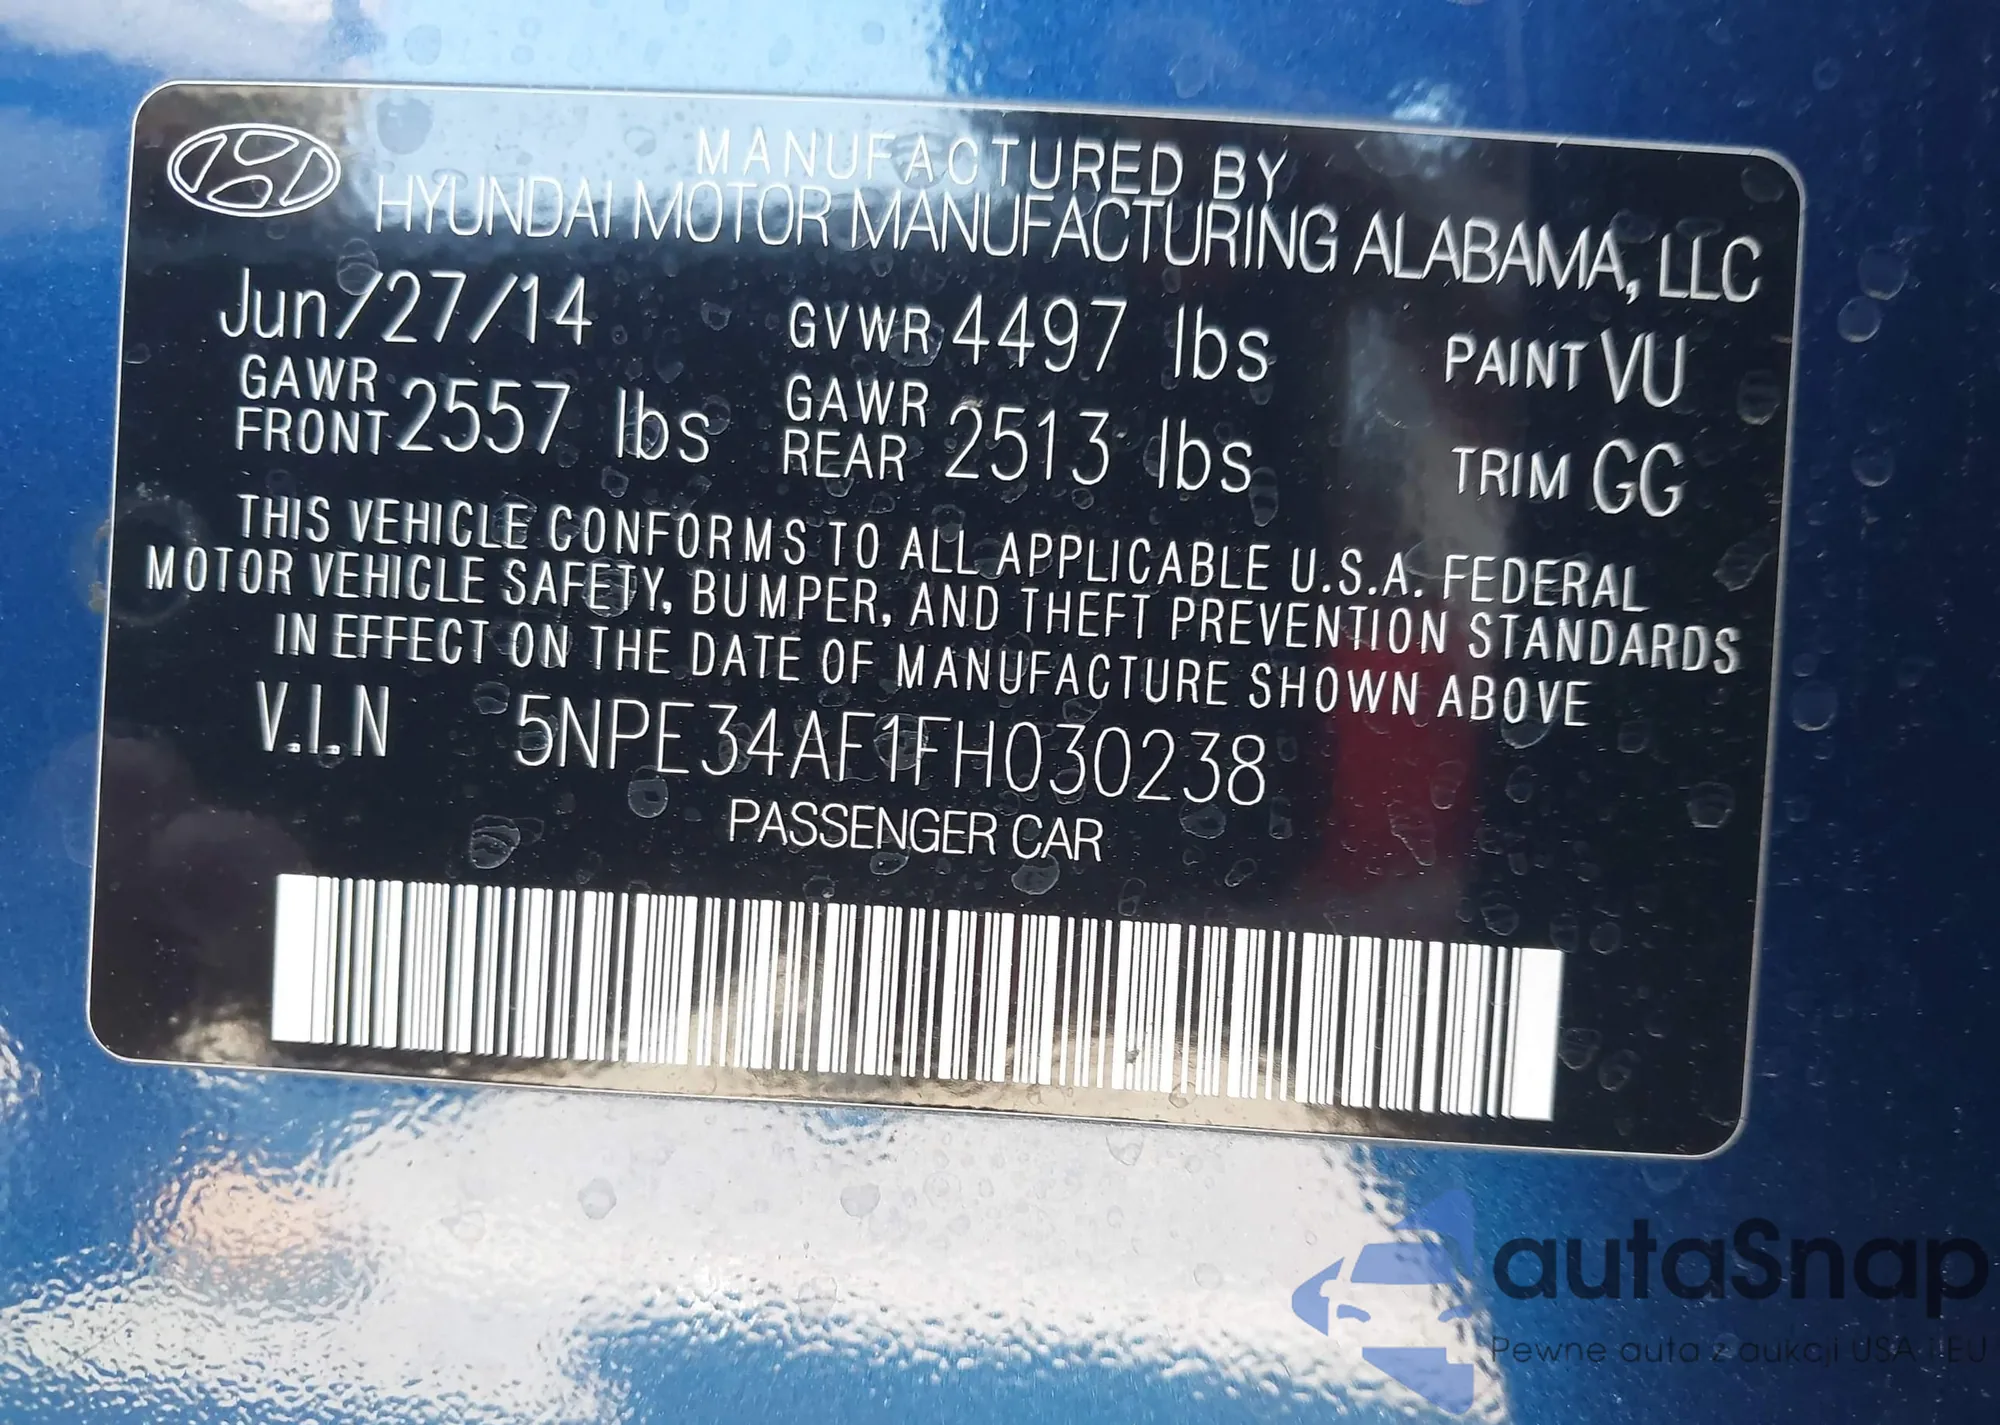 MANUFACTURED BY
HYUNDAI MOTOR MANUFACTURING ALABAMA, LLC
Jun/27/14 GVWR 4497 lbs PAINT VU
GAWR FRONT 2557 lbs GAWR REAR 2513 lbs TRIM GG
THIS VEHICLE CONFORMS TO ALL APPLICABLE U.S.A. FEDERAL
MOTOR VEHICLE SAFETY, BUMPER, AND THEFT PREVENTION STANDARDS
IN EFFECT ON THE DATE OF MANUFACTURE SHOWN ABOVE
V.I.N 5NPE34AF1FH030238
PASSENGER CAR
autaSnap
Pewne auta z aukcji USA i EU